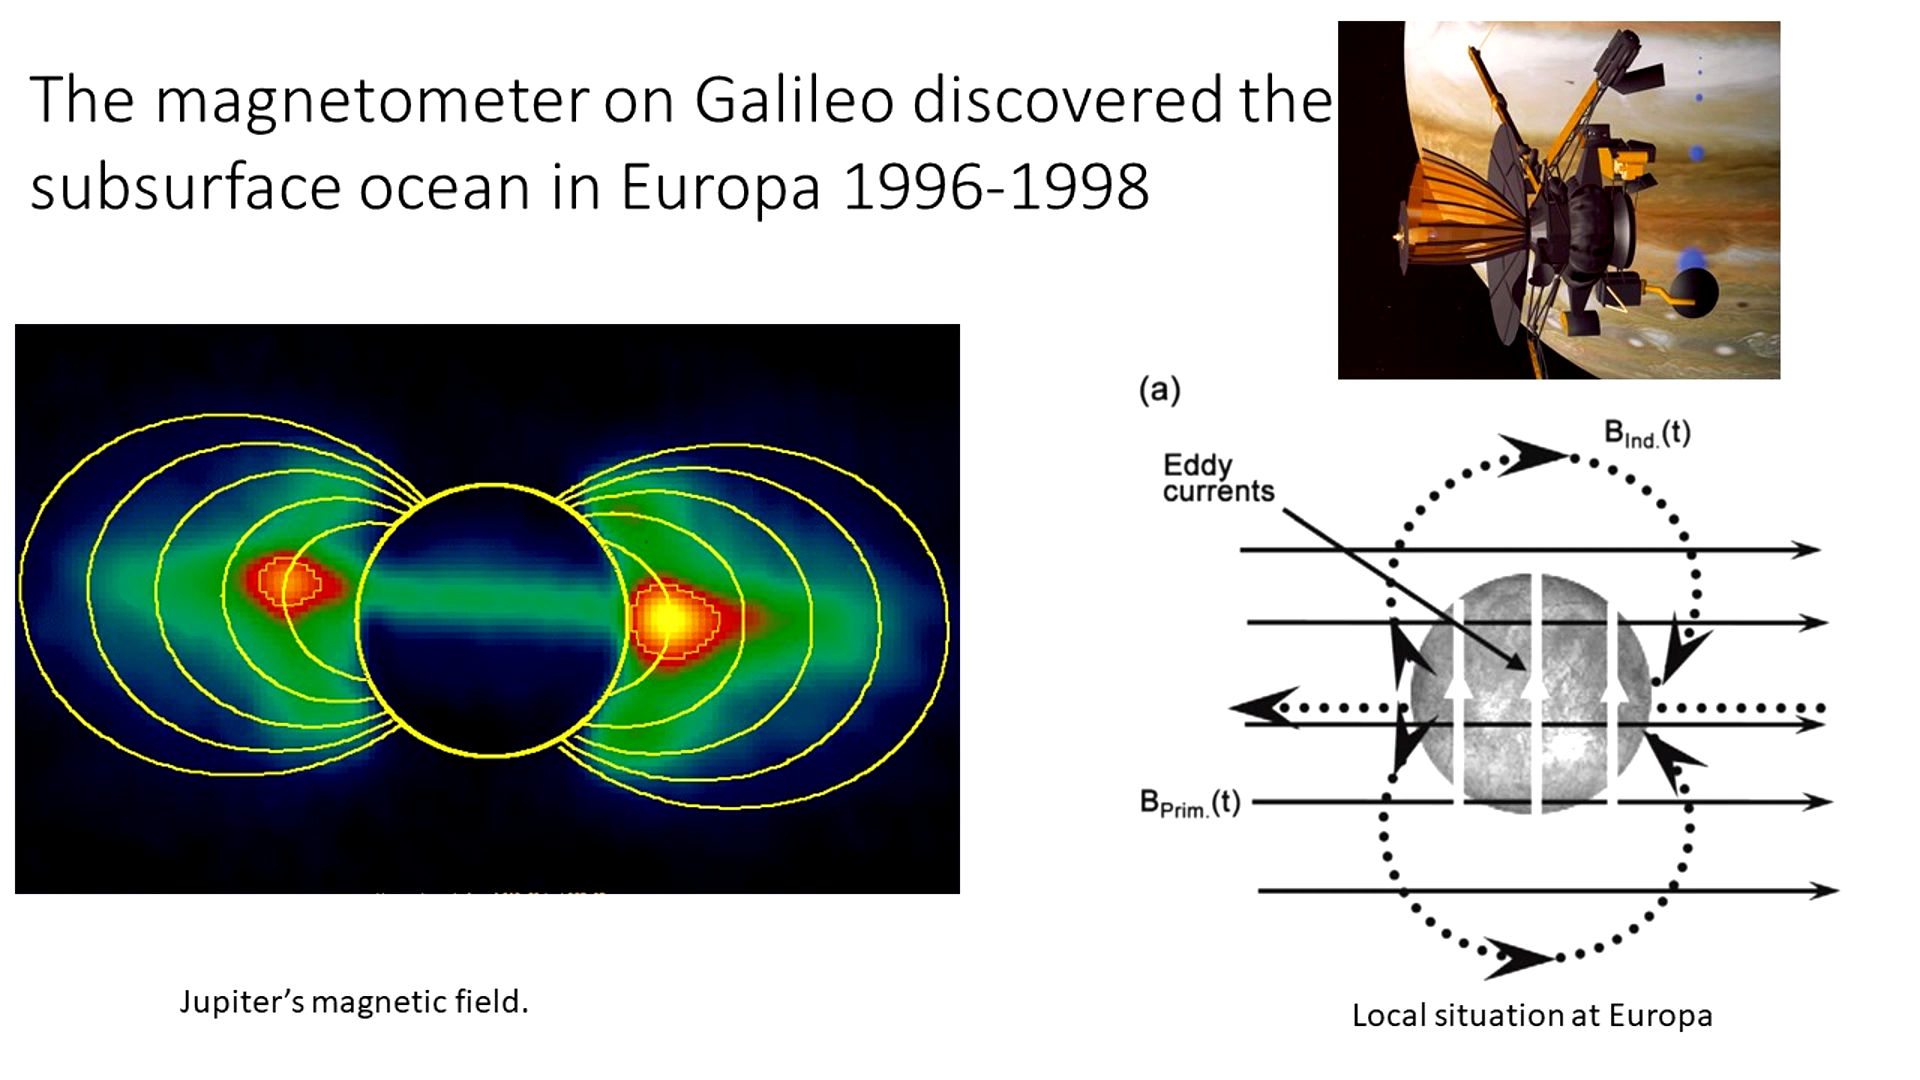 The magnetometer on Galileo discovered the
subsurface ocean in Europa 1996-1998
(a)
B_Ind.(t)
Eddy
currents
B_Prim.(t)
Jupiter’s magnetic field.
Local situation at Europa